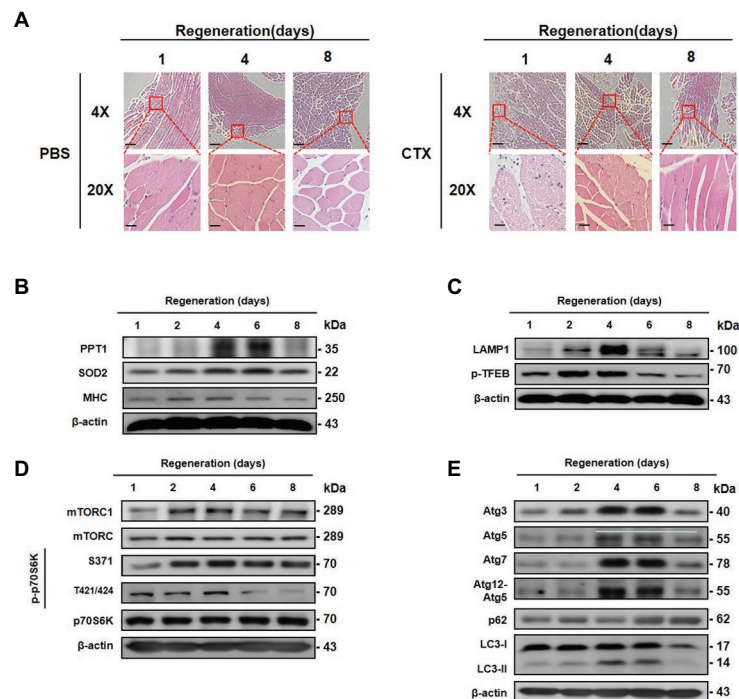 A
Regeneration(days)
1 4 8
PBS
4X
20X
Regeneration(days)
1 4 8
CTX
4X
20X
B
Regeneration (days)
1 2 4 6 8 kDa
PPT1 - 35
SOD2 - 22
MHC - 250
β-actin - 43
C
Regeneration (days)
1 2 4 6 8 kDa
LAMP1 - 100
p-TFEB 70
β-actin - 43
D
Regeneration (days)
1 2 4 6 8 kDa
mTORC1 - 289
mTORC - 289
p-p70S6K
S371 - 70
T421/424 - 70
p70S6K - 70
β-actin - 43
E
Regeneration (days)
1 2 4 6 8 kDa
Atg3 - 40
Atg5 - 55
Atg7 - 78
Atg12-
Atg5 - 55
p62 - 62
LC3-I - 17
LC3-II - 14
β-actin - 43